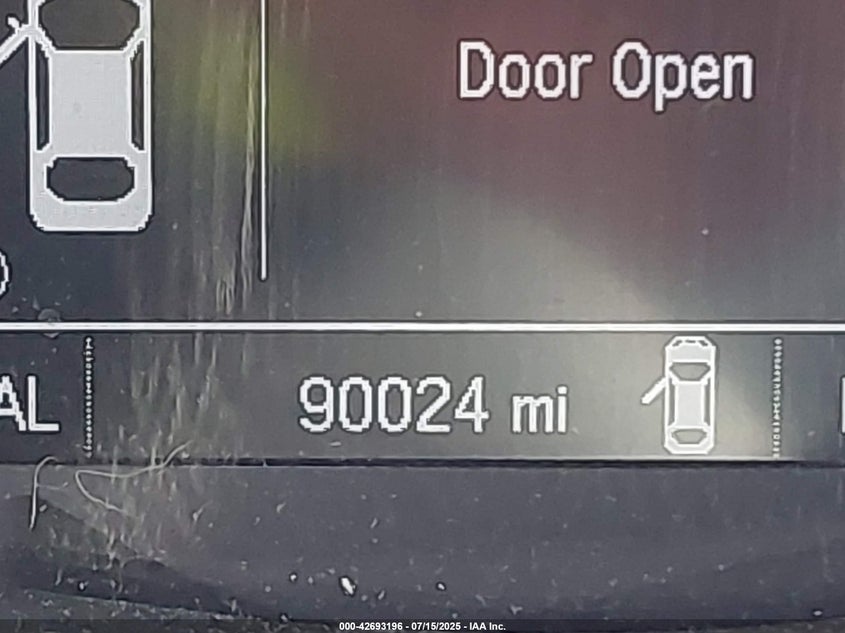 Door Open
AL 90024 mi
000-42693196 - 07/15/2025 - IAA Inc.